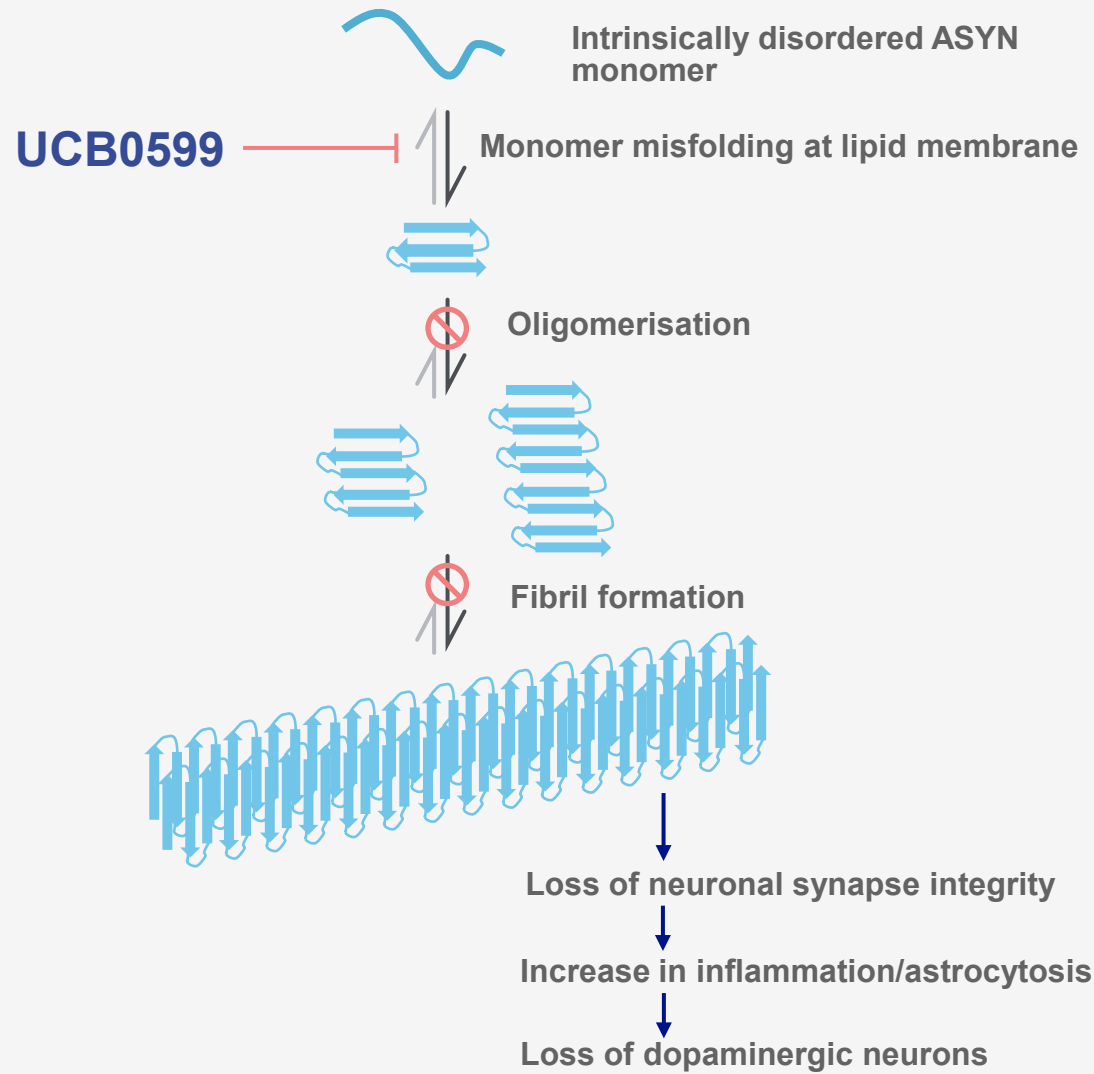 Intrinsically disordered ASYN
monomer
UCB0599
Monomer misfolding at lipid membrane
Oligomerisation
Fibril formation
Loss of neuronal synapse integrity
Increase in inflammation/astrocytosis
Loss of dopaminergic neurons